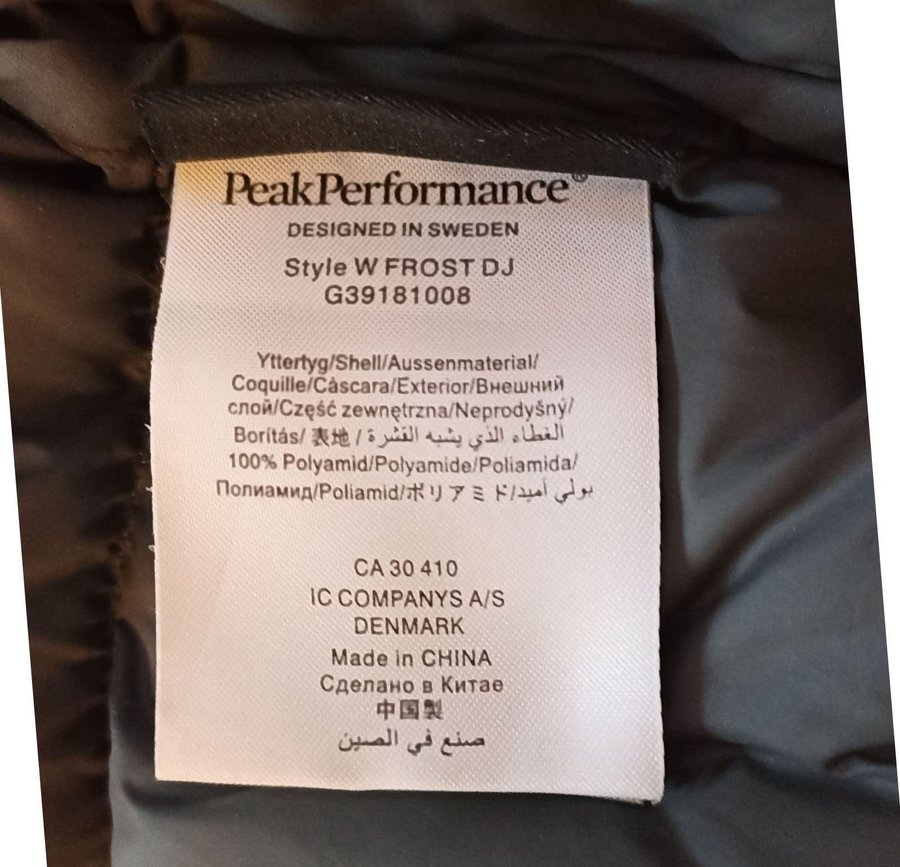 PeakPerformance®
DESIGNED IN SWEDEN
Style W FROST DJ
G39181008
Yttertyg/Shell/Aussenmaterial/
Coquille/Càscara/Exterior/Внешний
слой/Część zewnętrzna/Neprodyšný/
Borítás/表地/الغطاء الذي يشبه القشرة
100% Polyamid/Polyamide/Poliamida/
Полиамид/Poliamid/ポリアミド/بولي أميد
CA 30 410
IC COMPANYS A/S
DENMARK
Made in CHINA
Сделано в Китае
中国製
صنع في الصين